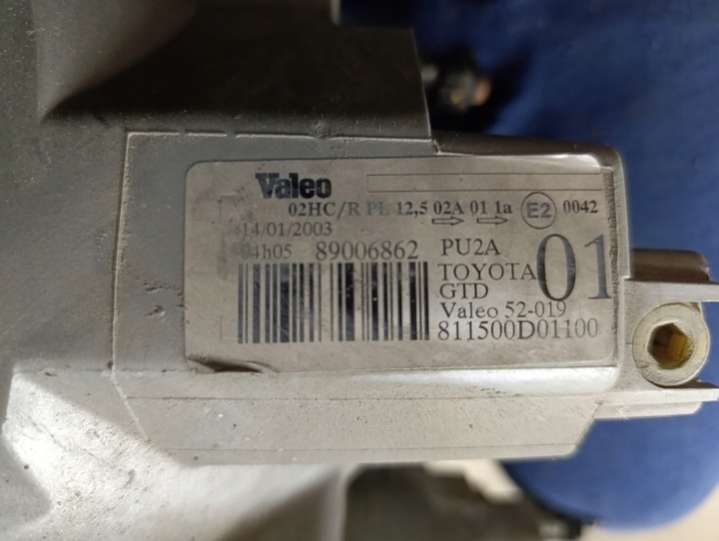 Valeo
02HC/R PL 12,5 02A 01 1a E2 0042
14/01/2003
04h05 89006862 PU2A
TOYOTA 01
GTD
Valeo 52-019
811500D01100